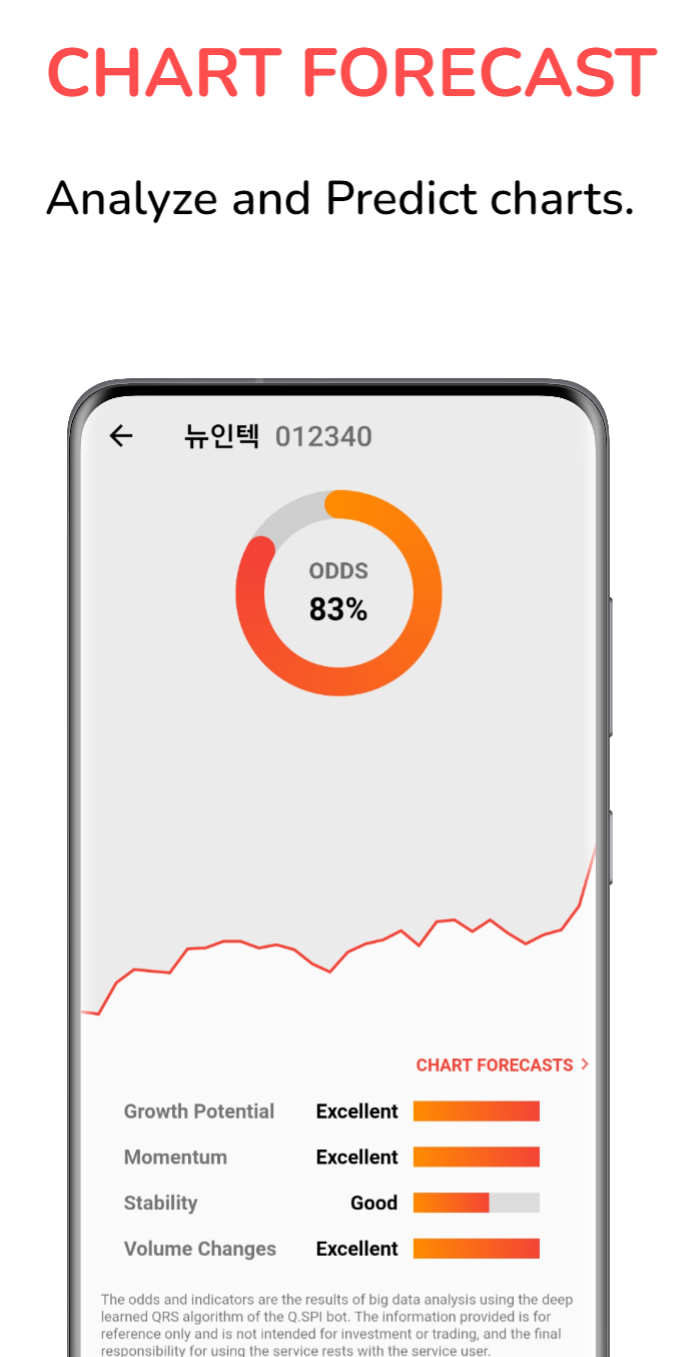 CHART FORECAST
Analyze and Predict charts.
뉴인텍 012340
ODDS
83%
CHART FORECASTS >
Growth Potential Excellent
Momentum Excellent
Stability Good
Volume Changes Excellent
The odds and indicators are the results of big data analysis using the deep
learned QRS algorithm of the Q.SPI bot. The information provided is for
reference only and is not intended for investment or trading, and the final
responsibility for using the service rests with the service user.